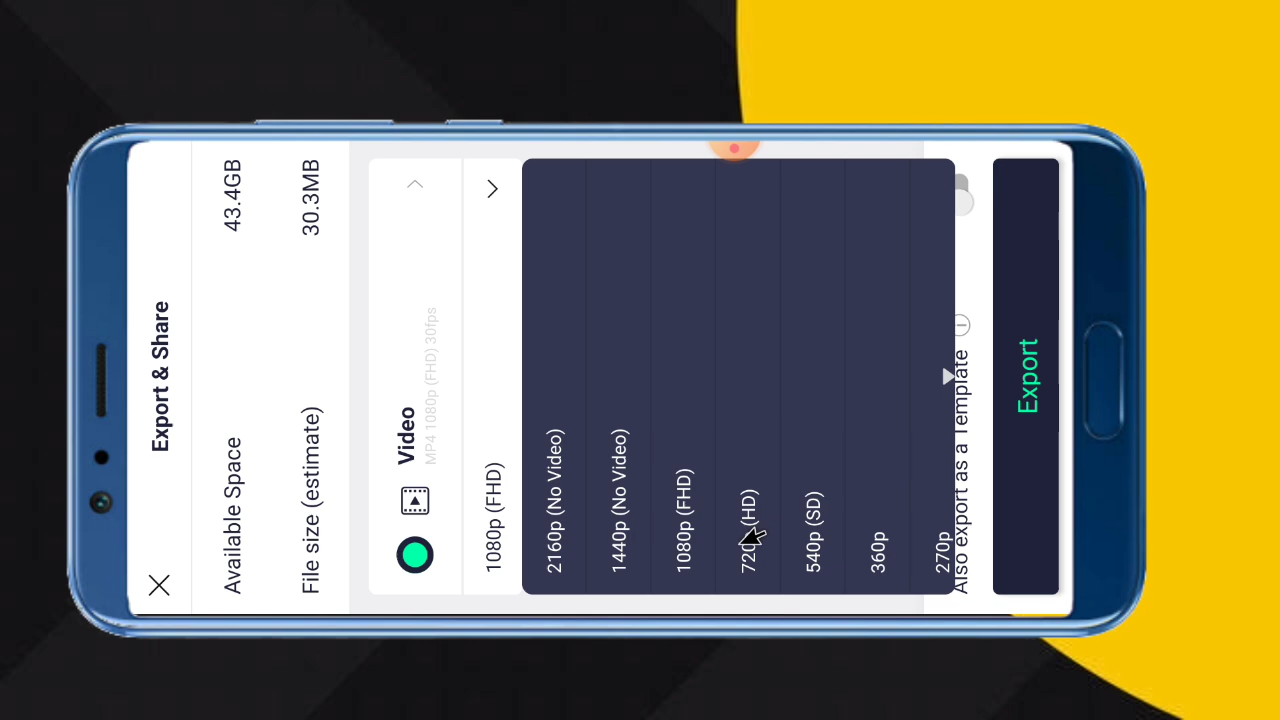 Export & Share
Available Space 43.4GB
File size (estimate) 30.3MB
Video
MP4 1080p (FHD) 30fps
1080p (FHD)
2160p (No Video)
1440p (No Video)
1080p (FHD)
720 (HD)
540p (SD)
360p
270p
Also export as a Template
Export